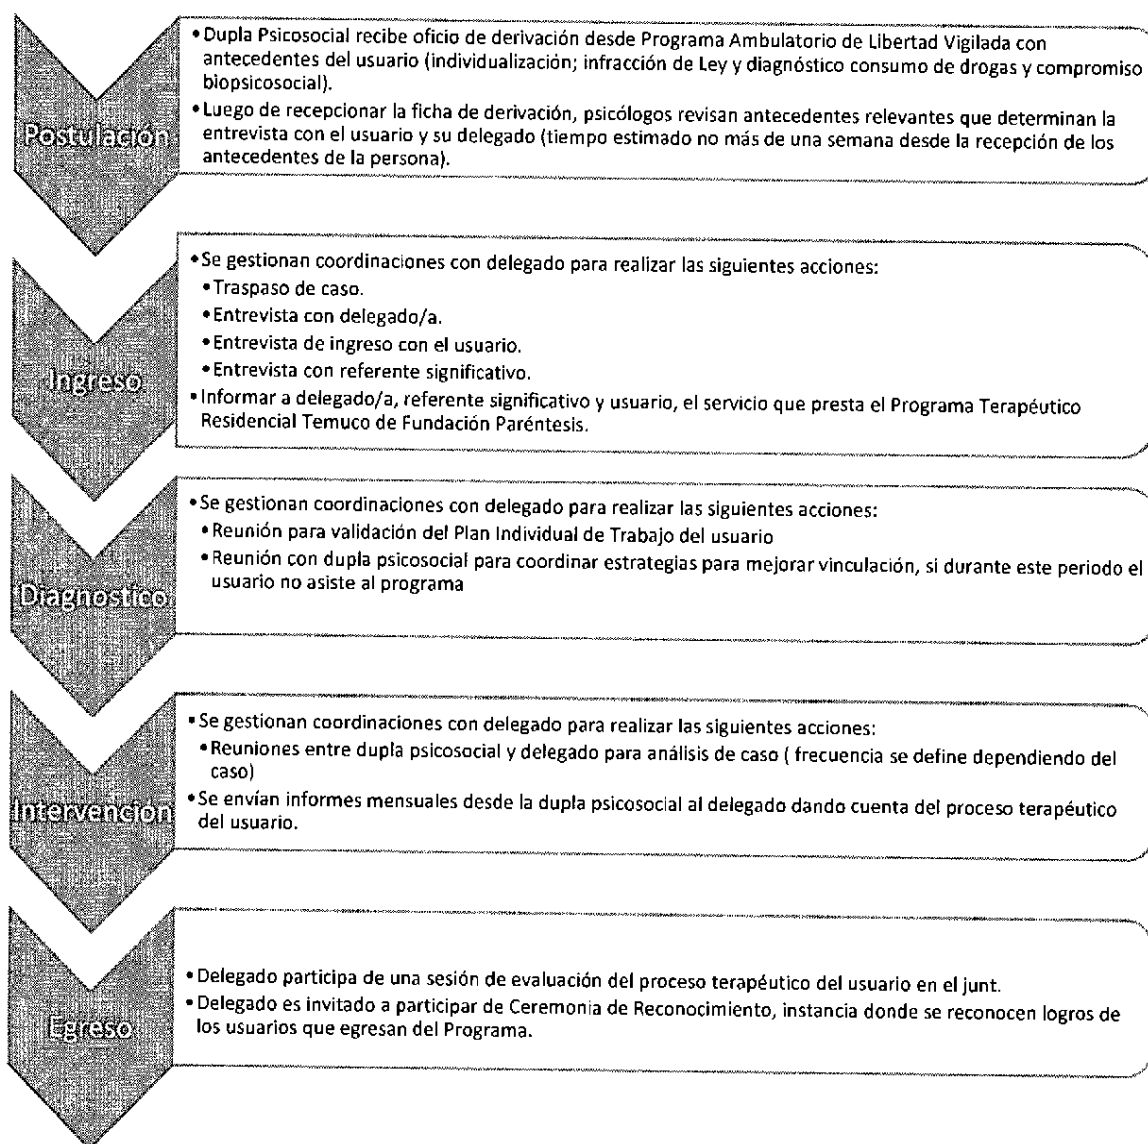 Postulación
• Dupla Psicosocial recibe oficio de derivación desde Programa Ambulatorio de Libertad Vigilada con
antecedentes del usuario (individualización; infracción de Ley y diagnóstico consumo de drogas y compromiso
biopsicosocial).
• Luego de recepcionar la ficha de derivación, psicólogos revisan antecedentes relevantes que determinan la
entrevista con el usuario y su delegado (tiempo estimado no más de una semana desde la recepción de los
antecedentes de la persona).
Ingreso
• Se gestionan coordinaciones con delegado para realizar las siguientes acciones:
• Traspaso de caso.
• Entrevista con delegado/a.
• Entrevista de ingreso con el usuario.
• Entrevista con referente significativo.
• Informar a delegado/a, referente significativo y usuario, el servicio que presta el Programa Terapéutico
Residencial Temuco de Fundación Paréntesis.
Diagnóstico
• Se gestionan coordinaciones con delegado para realizar las siguientes acciones:
• Reunión para validación del Plan Individual de Trabajo del usuario
• Reunión con dupla psicosocial para coordinar estrategias para mejorar vinculación, si durante este periodo el
usuario no asiste al programa
Intervención
• Se gestionan coordinaciones con delegado para realizar las siguientes acciones:
• Reuniones entre dupla psicosocial y delegado para análisis de caso ( frecuencia se define dependiendo del
caso)
• Se envían informes mensuales desde la dupla psicosocial al delegado dando cuenta del proceso terapéutico
del usuario.
Egreso
• Delegado participa de una sesión de evaluación del proceso terapéutico del usuario en el junt.
• Delegado es invitado a participar de Ceremonia de Reconocimiento, instancia donde se reconocen logros de
los usuarios que egresan del Programa.